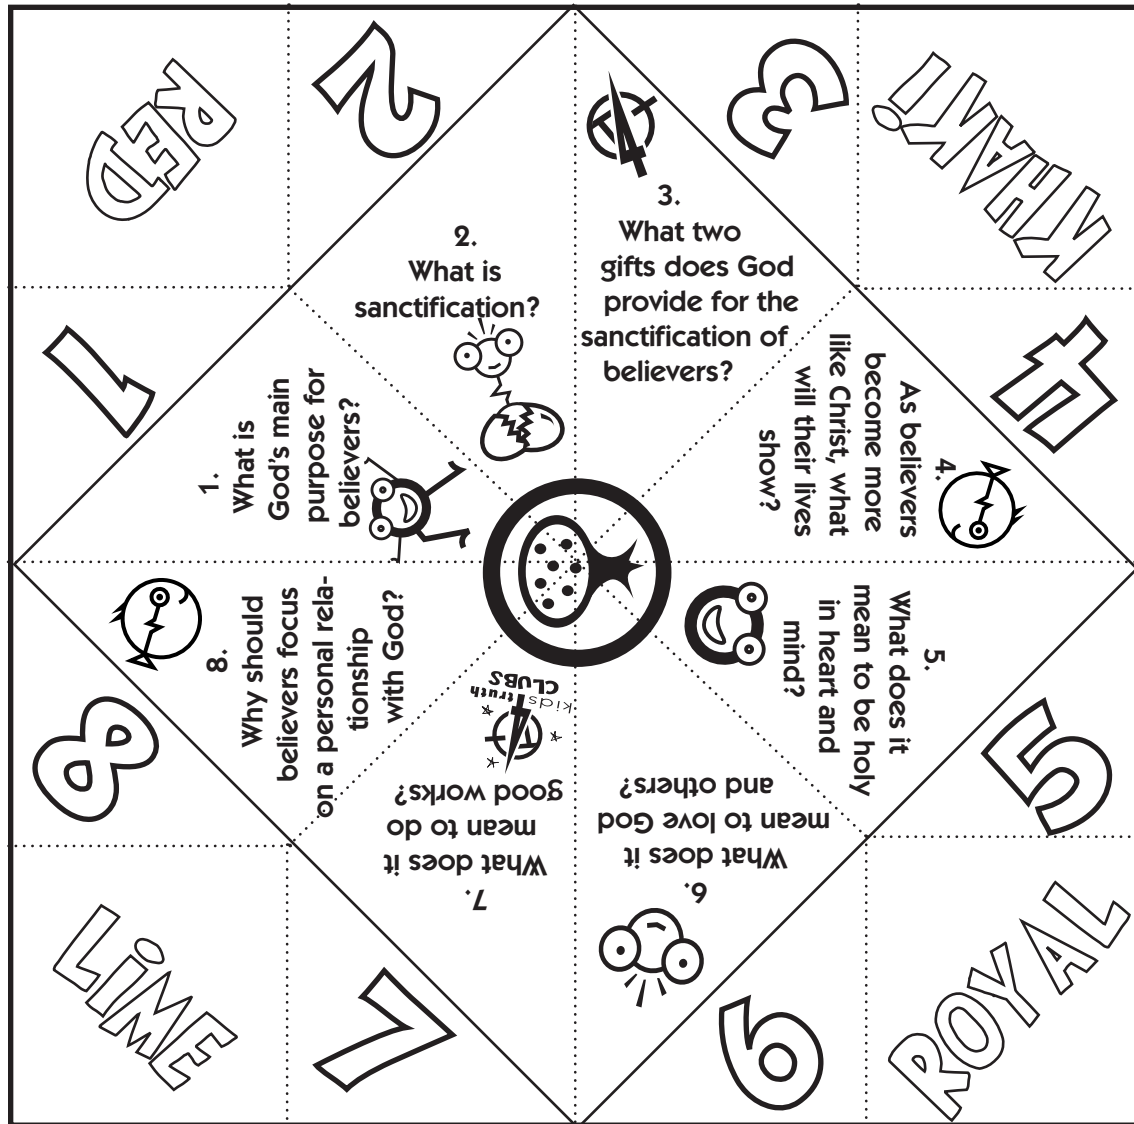 RED
2
3
KHAKI
2.
What is
sanctification?
3.
What two
gifts does God
provide for the
sanctification of
believers?
1
4
1.
What is
God's main
purpose for
believers?
4.
As believers
become more
like Christ, what
will their lives
show?
8.
Why should
believers focus
on a personal rela-
tionship
with God?
5.
What does it
mean to be holy
in heart and
mind?
kids
truth
CLUBS
7.
What does it
mean to do
good works?
6.
What does it
mean to love God
and others?
8
5
LiME
7
6
ROYAL